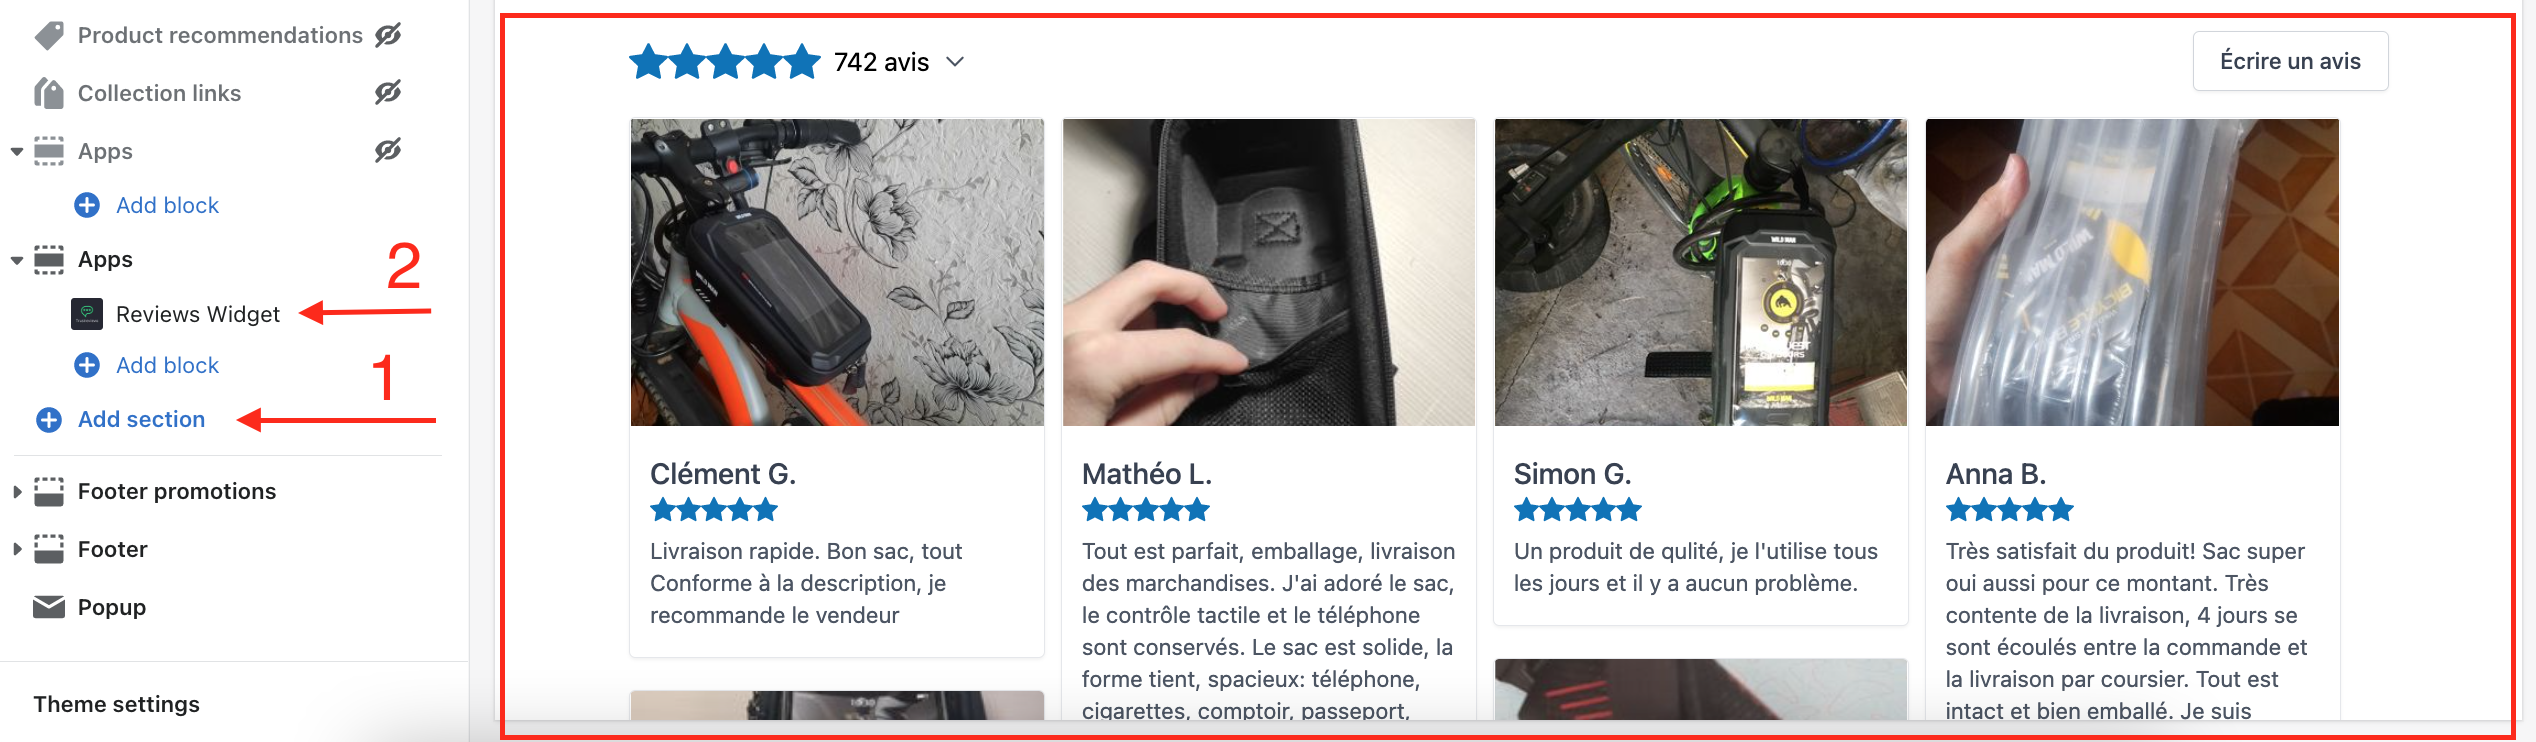 Product recommendations
Collection links
Apps
Add block
Apps
2
Reviews Widget
Add block
1
Add section
Footer promotions
Footer
Popup
Theme settings
742 avis
Écrire un avis
WILD MAN
WILD MAN
WILD MAN
Clément G.
Livraison rapide. Bon sac, tout
Conforme à la description, je
recommande le vendeur
Mathéo L.
Tout est parfait, emballage, livraison
des marchandises. J'ai adoré le sac,
le contrôle tactile et le téléphone
sont conservés. Le sac est solide, la
forme tient, spacieux: téléphone,
cigarettes, comptoir, passeport,
Simon G.
Un produit de qulité, je l'utilise tous
les jours et il y a aucun problème.
Anna B.
Très satisfait du produit! Sac super
oui aussi pour ce montant. Très
contente de la livraison, 4 jours se
sont écoulés entre la commande et
la livraison par coursier. Tout est
intact et bien emballé. Je suis